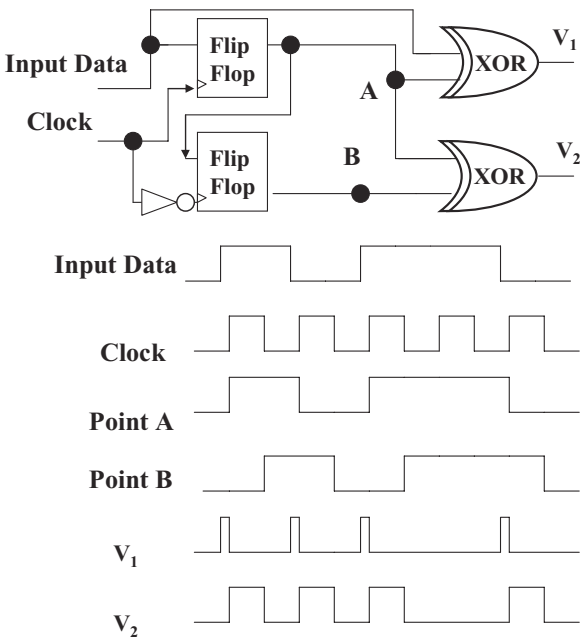 Input Data
Clock
Flip
Flop
Flip
Flop
A
B
XOR
XOR
V1
V2
Input Data
Clock
Point A
Point B
V1
V2